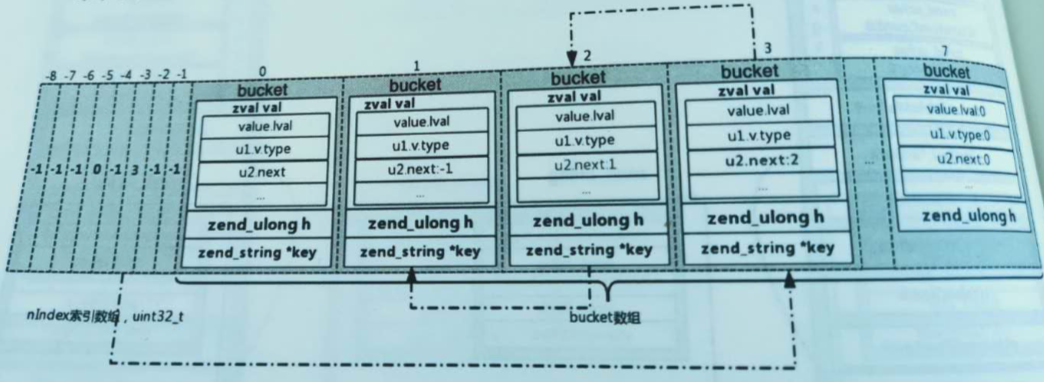 -8 -7 -6 -5 -4 -3 -2 -1 0 1 2 3 7
bucket bucket bucket bucket bucket
zval val zval val zval val zval val zval val
value.lval value.lval value.lval value.lval value.lval:0
u1.v.type u1.v.type u1.v.type u1.v.type u1.v.type:0
-1 -1 -1 0 -1 3 -1 -1 u2.next u2.next:-1 u2.next:1 u2.next:2 ... u2.next:0
... ... ... ... ...
zend_ulong h zend_ulong h zend_ulong h zend_ulong h zend_ulong h
zend_string *key zend_string *key zend_string *key zend_string *key
nIndex索引数组，uint32_t bucket数组